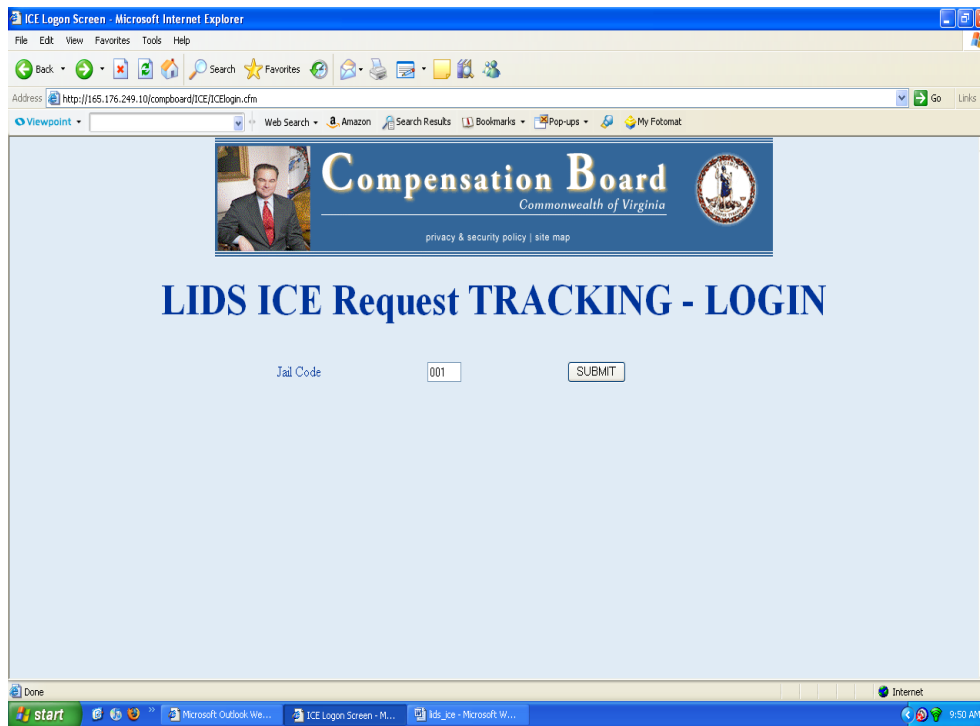 ICE Logon Screen - Microsoft Internet Explorer
File Edit View Favorites Tools Help
Back Search Favorites
Address http://165.176.249.10/compboard/ICE/ICElogin.cfm Go Links
Viewpoint Web Search Amazon Search Results Bookmarks Pop-ups My Fotomat
Compensation Board
Commonwealth of Virginia
privacy & security policy | site map
LIDS ICE Request TRACKING - LOGIN
Jail Code 001 SUBMIT
Done Internet
start Microsoft Outlook We... ICE Logon Screen - M... lids_ice - Microsoft W... 9:50 AM